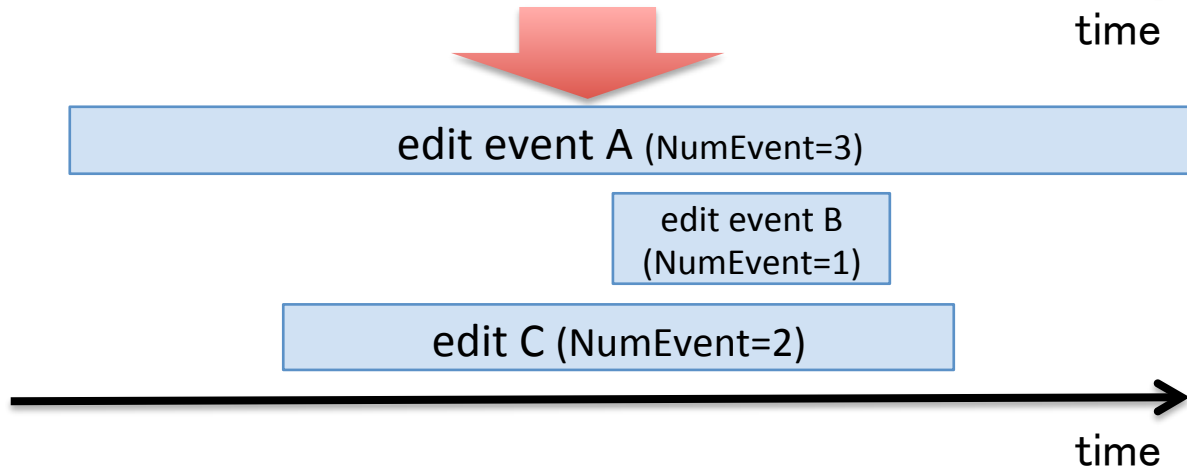 time
edit event A (NumEvent=3)
edit event B
(NumEvent=1)
edit C (NumEvent=2)
time